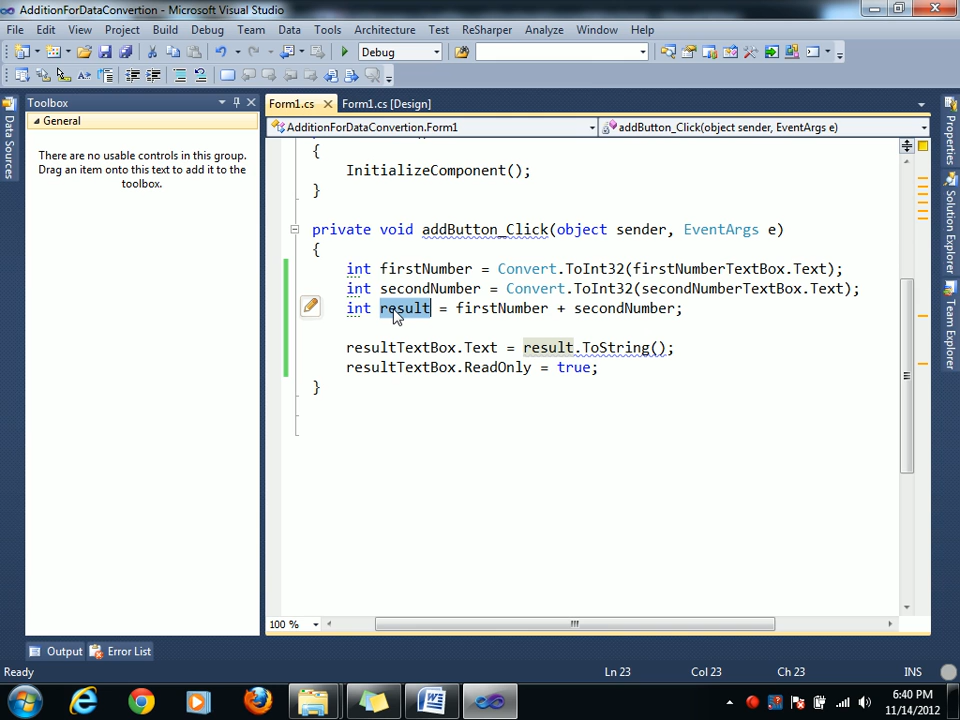 AdditionForDataConvertion - Microsoft Visual Studio
File Edit View Project Build Debug Team Data Tools Architecture Test ReSharper Analyze Window Help
Debug
Toolbox
General
There are no usable controls in this group.
Drag an item onto this text to add it to the
toolbox.
Data Sources
Form1.cs Form1.cs [Design]
AdditionForDataConvertion.Form1 addButton_Click(object sender, EventArgs e)
{
InitializeComponent();
}
private void addButton_Click(object sender, EventArgs e)
{
int firstNumber = Convert.ToInt32(firstNumberTextBox.Text);
int secondNumber = Convert.ToInt32(secondNumberTextBox.Text);
int result = firstNumber + secondNumber;
resultTextBox.Text = result.ToString();
resultTextBox.ReadOnly = true;
}
100 %
Properties
Solution Explorer
Team Explorer
Output Error List
Ready Ln 23 Col 23 Ch 23 INS
6:40 PM
11/14/2012